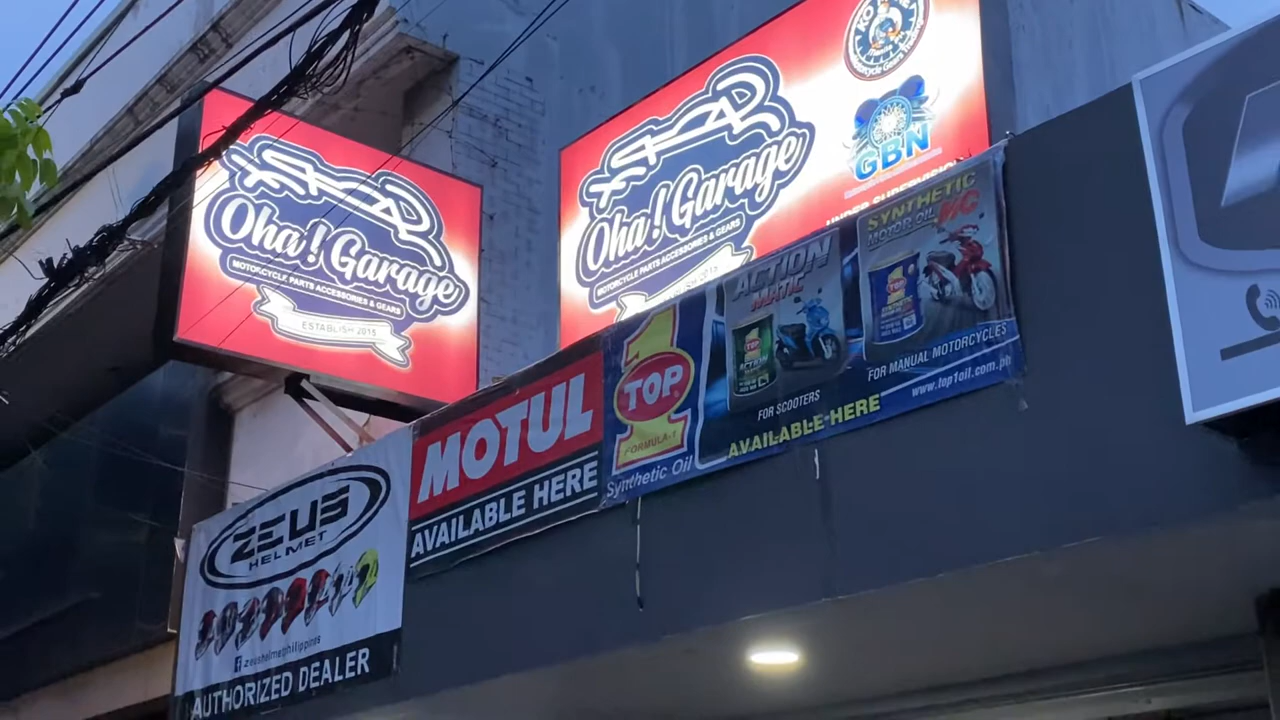 Oha! Garage
MOTORCYCLE PARTS ACCESSORIES & GEARS
ESTABLISH 2015
Oha! Garage
MOTORCYCLE PARTS ACCESSORIES & GEARS
GBN
ZEUS
HELMET
zeushelmetphilippines
AUTHORIZED DEALER
MOTUL
AVAILABLE HERE
1
TOP
FORMULA-1
Synthetic Oil
ACTION
MATIC
FOR SCOOTERS
AVAILABLE HERE
SYNTHETIC
MOTOR OIL
M/C
FOR MANUAL MOTORCYCLES
www.top1oil.com.ph